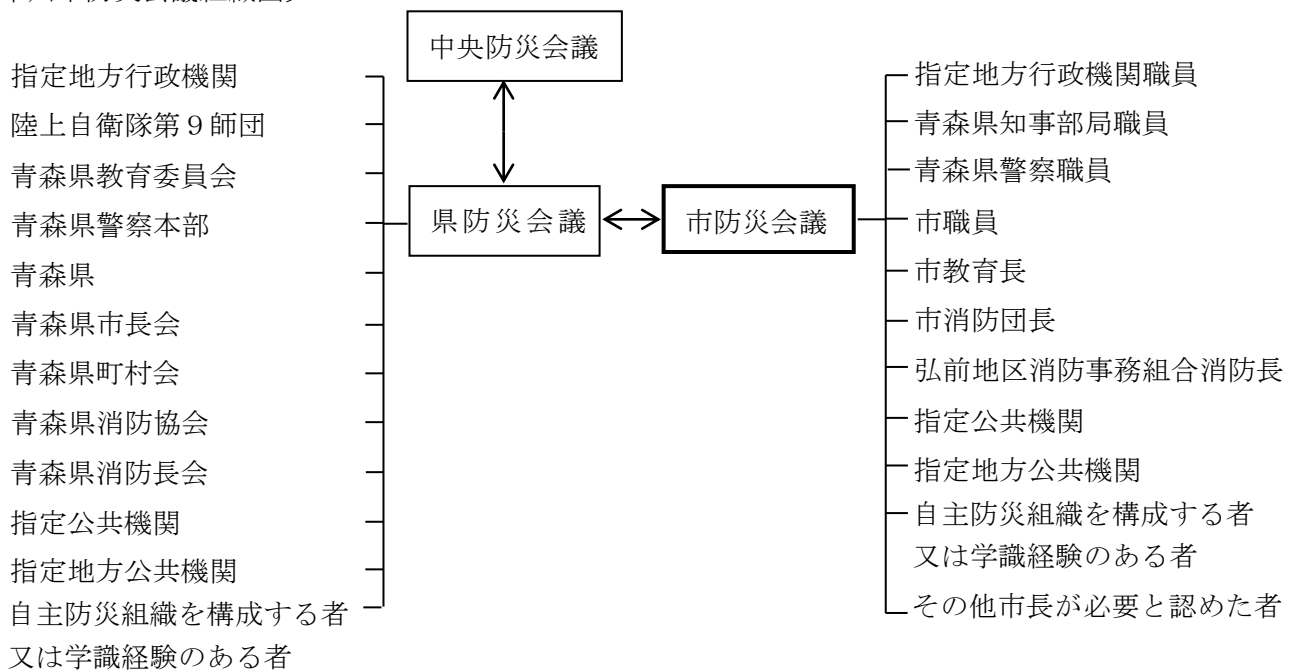 中央防災会議
指定地方行政機関
陸上自衛隊第９師団
青森県教育委員会
青森県警察本部
青森県
青森県市長会
青森県町村会
青森県消防協会
青森県消防長会
指定公共機関
指定地方公共機関
自主防災組織を構成する者
又は学識経験のある者
県防災会議
市防災会議
指定地方行政機関職員
青森県知事部局職員
青森県警察職員
市職員
市教育長
市消防団長
弘前地区消防事務組合消防長
指定公共機関
指定地方公共機関
自主防災組織を構成する者
又は学識経験のある者
その他市長が必要と認めた者